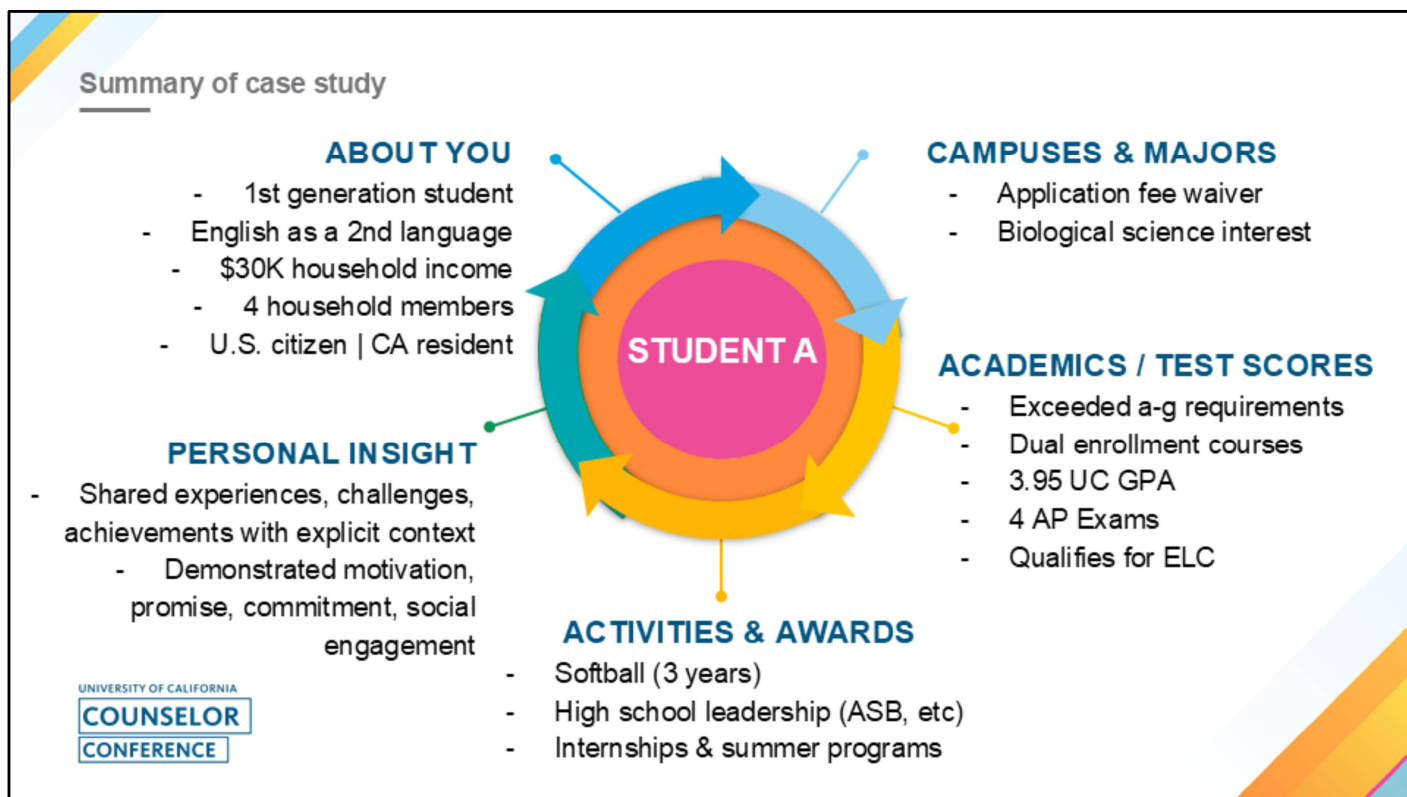 Summary of case study
ABOUT YOU
- 1st generation student
- English as a 2nd language
- $30K household income
- 4 household members
- U.S. citizen | CA resident
CAMPUSES & MAJORS
- Application fee waiver
- Biological science interest
STUDENT A
ACADEMICS / TEST SCORES
- Exceeded a-g requirements
- Dual enrollment courses
- 3.95 UC GPA
- 4 AP Exams
- Qualifies for ELC
PERSONAL INSIGHT
- Shared experiences, challenges,
achievements with explicit context
- Demonstrated motivation,
promise, commitment, social
engagement
ACTIVITIES & AWARDS
- Softball (3 years)
- High school leadership (ASB, etc)
- Internships & summer programs
UNIVERSITY OF CALIFORNIA
COUNSELOR
CONFERENCE